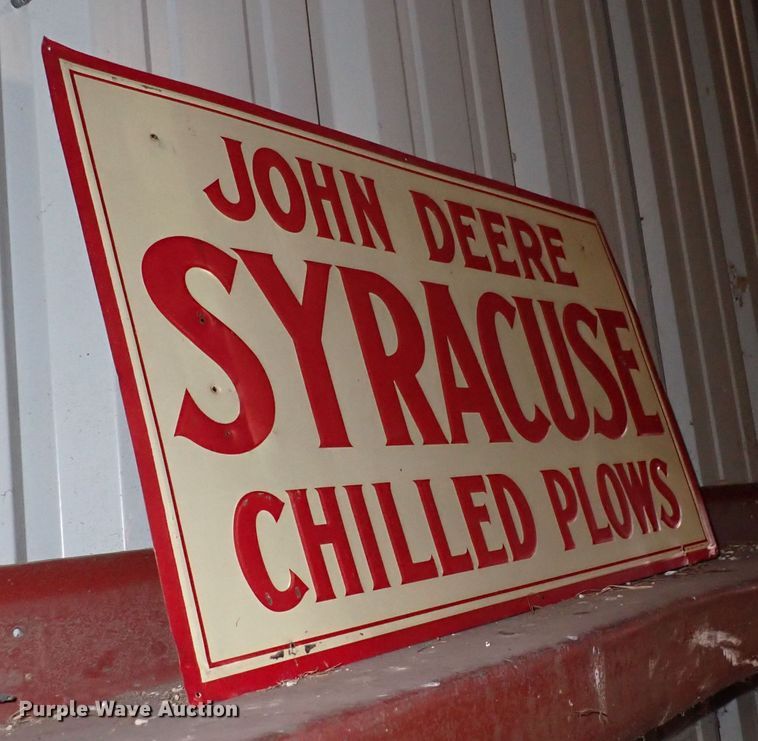 JOHN DEERE
SYRACUSE
CHILLED PLOWS
Purple Wave Auction